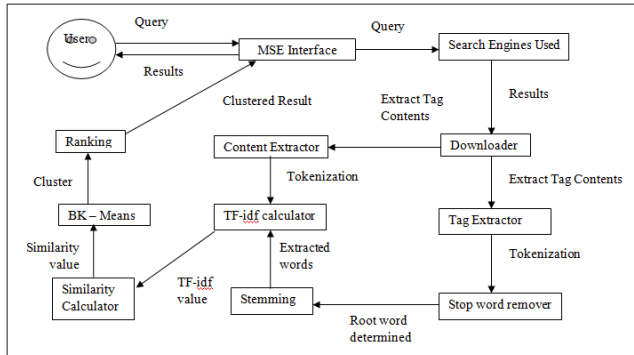 User
Query
MSE Interface
Query
Search Engines Used
Results
Clustered Result
Extract Tag
Contents
Results
Ranking
Content Extractor
Downloader
Cluster
Tokenization
Extract Tag Contents
BK – Means
TF-idf calculator
Tag Extractor
Similarity
value
Extracted
words
Tokenization
Similarity
Calculator
TF-idf
value
Stemming
Stop word remover
Root word
determined